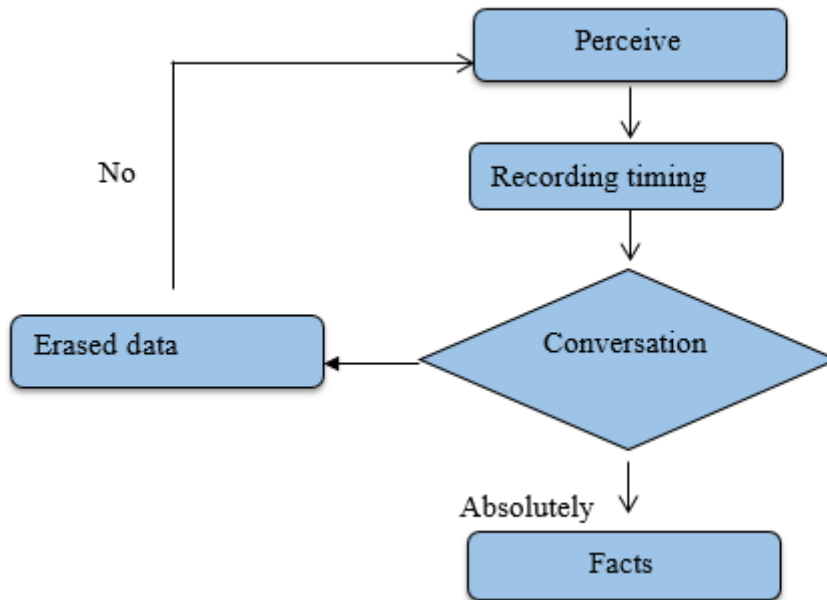 Perceive
No
Recording timing
Erased data
Conversation
Absolutely
Facts